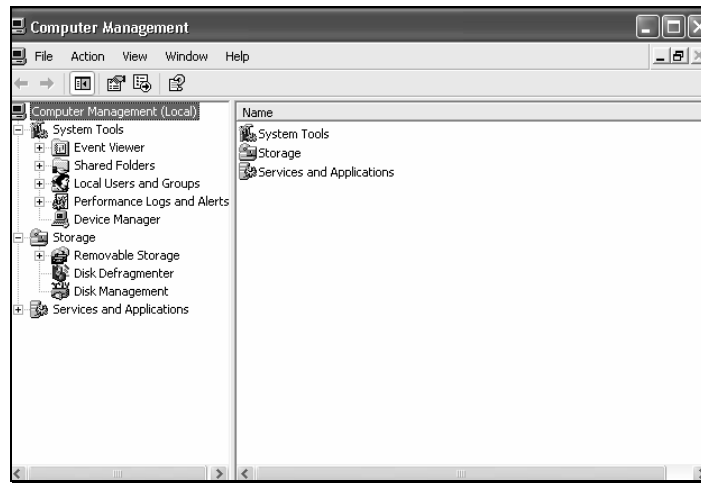 Computer Management
File Action View Window Help
Computer Management (Local)
System Tools
Event Viewer
Shared Folders
Local Users and Groups
Performance Logs and Alerts
Device Manager
Storage
Removable Storage
Disk Defragmenter
Disk Management
Services and Applications
Name
System Tools
Storage
Services and Applications